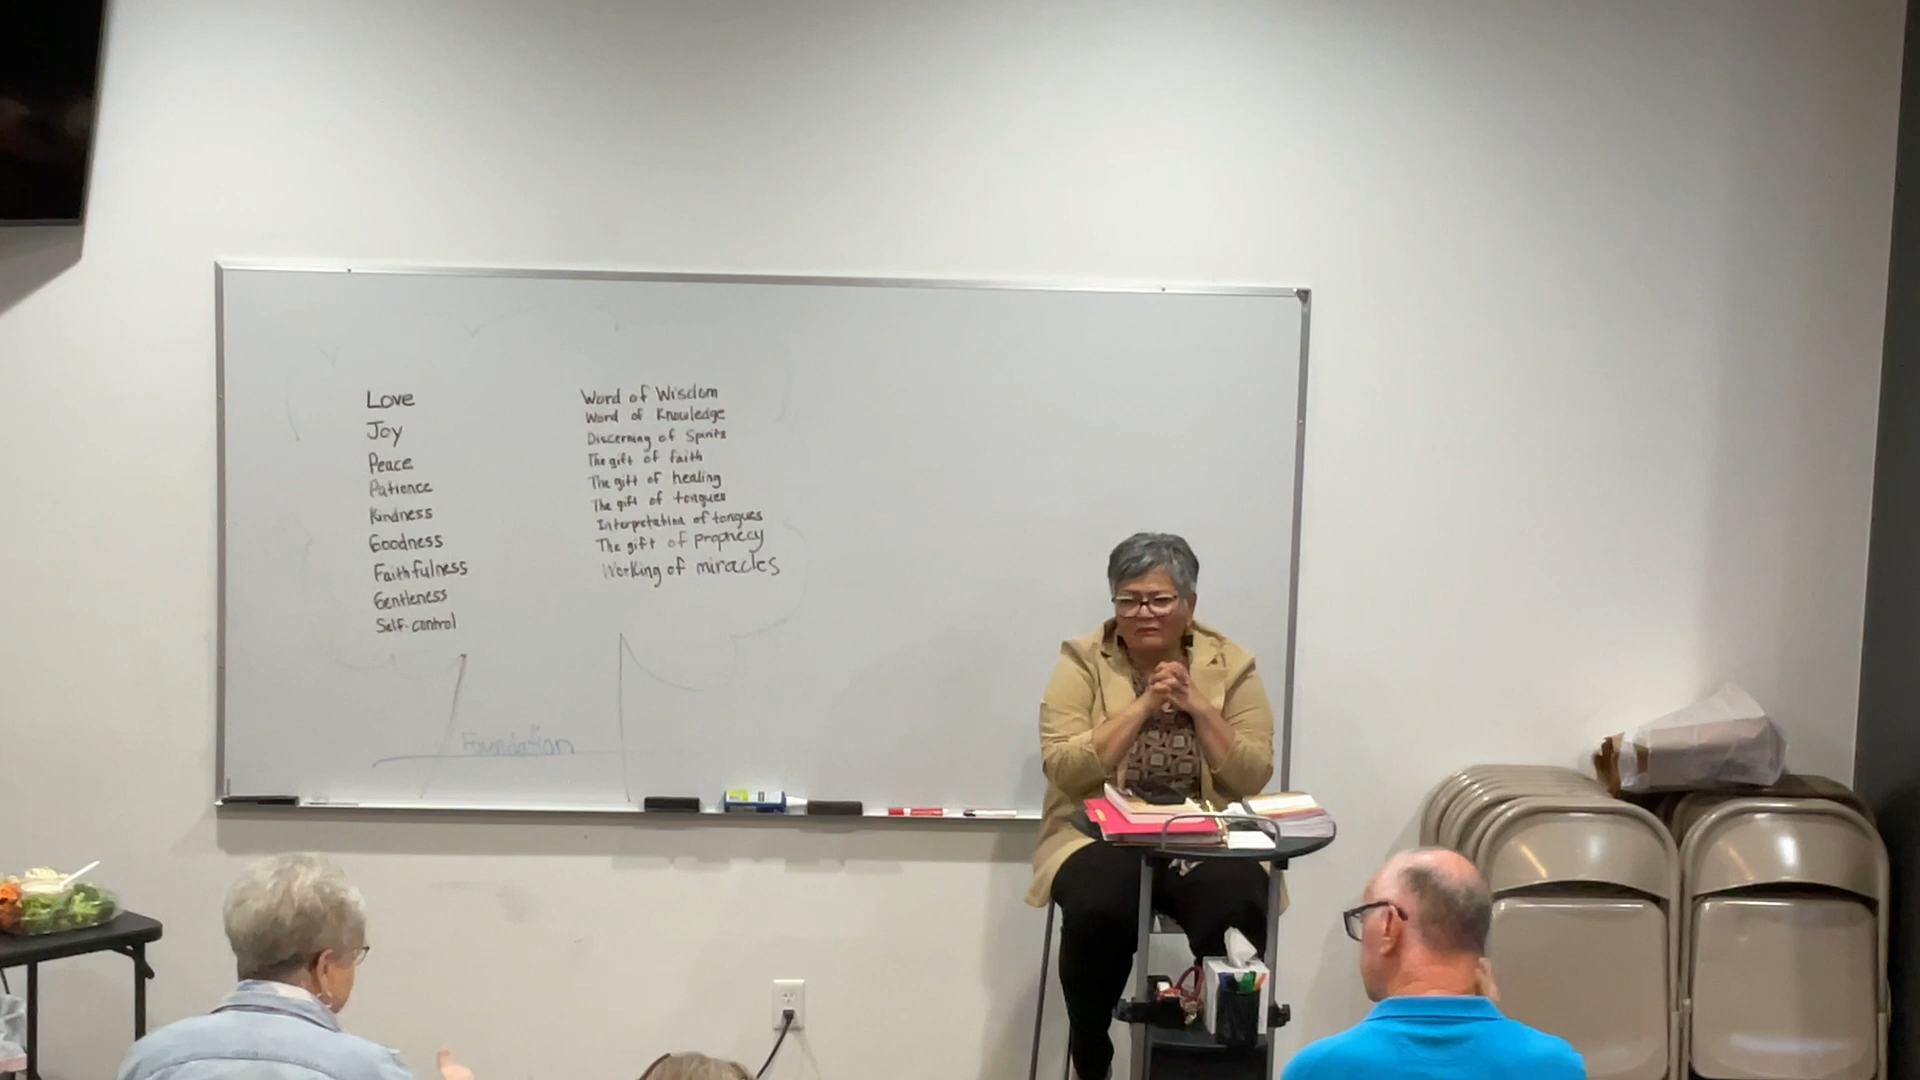 Love
Joy
Peace
Patience
Kindness
Goodness
Faithfulness
Gentleness
Self-control
Word of Wisdom
Word of Knowledge
Discerning of Spirits
The gift of faith
The gift of healing
The gift of tongues
Interpretation of tongues
The gift of prophecy
Working of miracles
Foundation